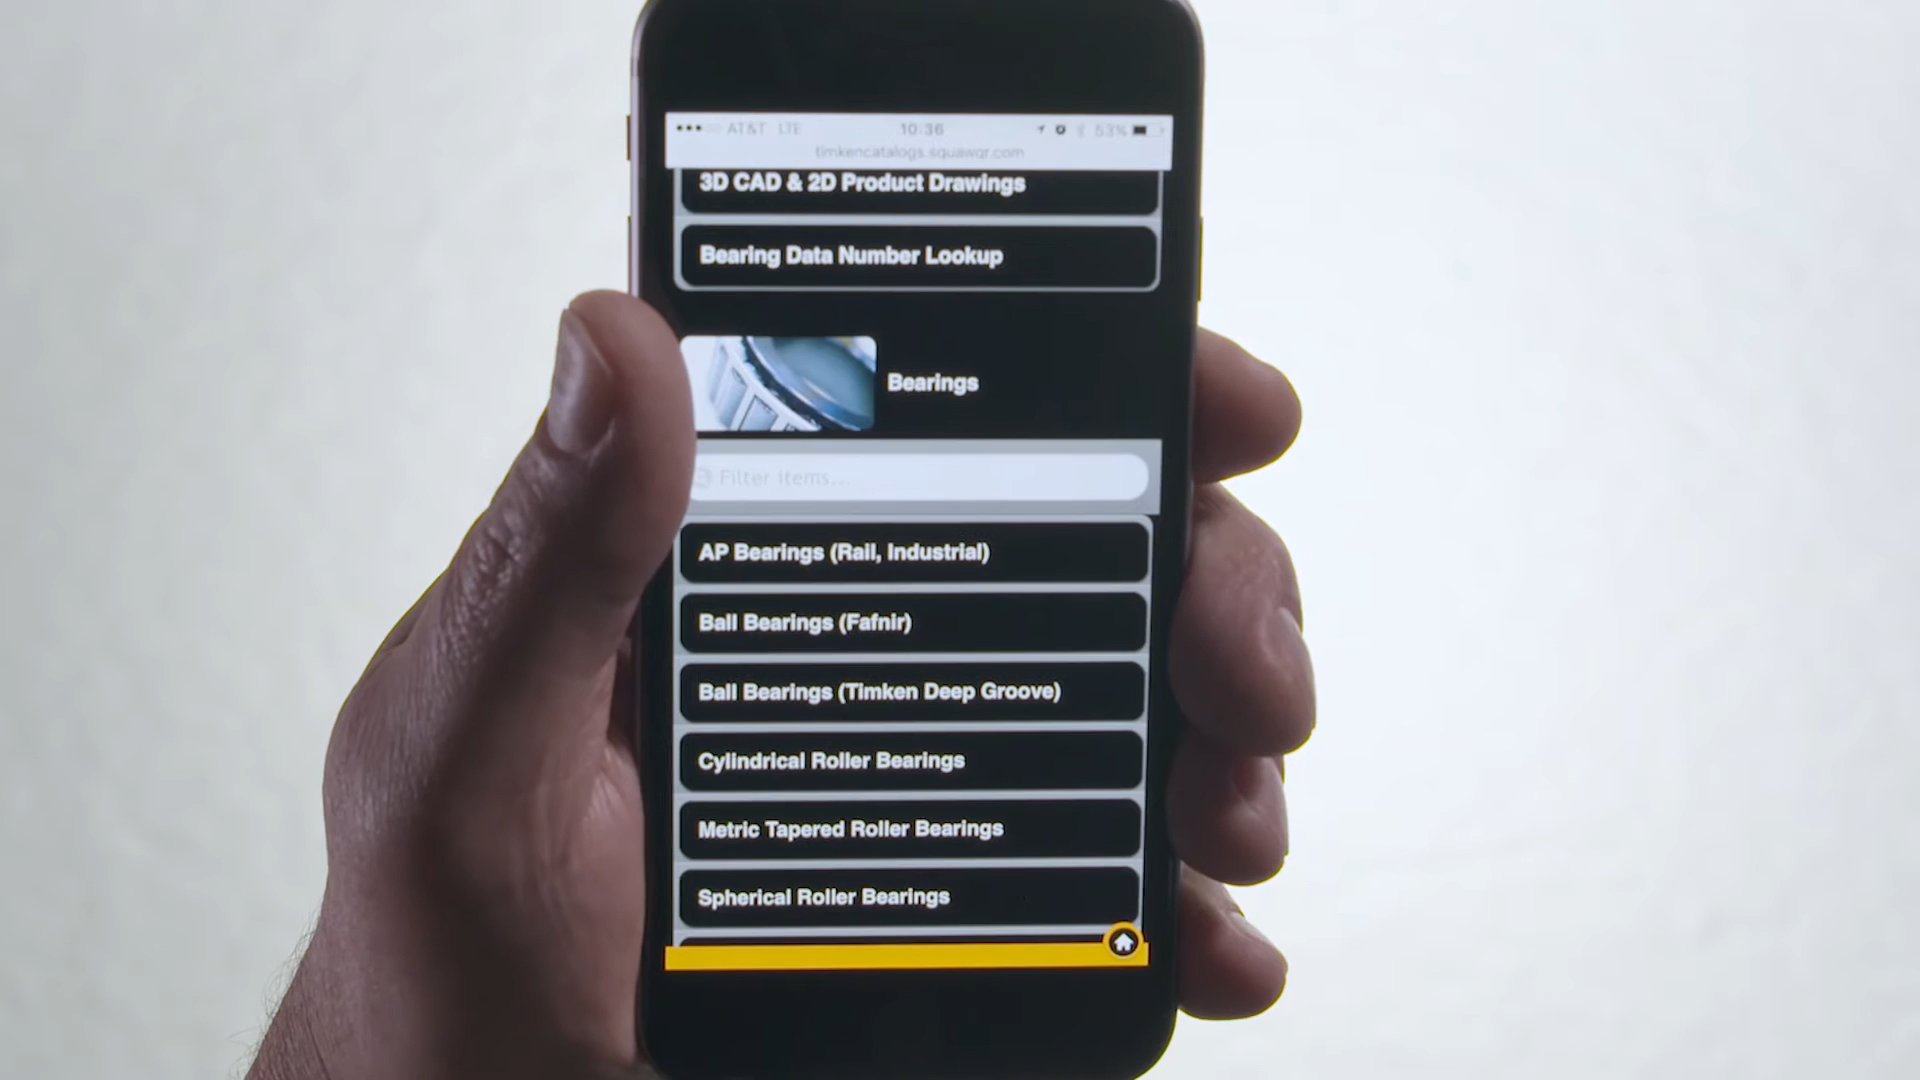 AT&T LTE 10:36 53%
timkencatalogs.squawqr.com
3D CAD & 2D Product Drawings
Bearing Data Number Lookup
Bearings
Filter items...
AP Bearings (Rail, Industrial)
Ball Bearings (Fafnir)
Ball Bearings (Timken Deep Groove)
Cylindrical Roller Bearings
Metric Tapered Roller Bearings
Spherical Roller Bearings